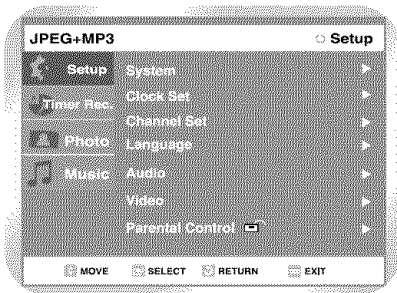 JPEG+MP3 Setup
Setup
Timer Rec.
Photo
Music
System
Clock Set
Channel Set
Language
Audio
Video
Parental Control
MOVE SELECT RETURN EXIT